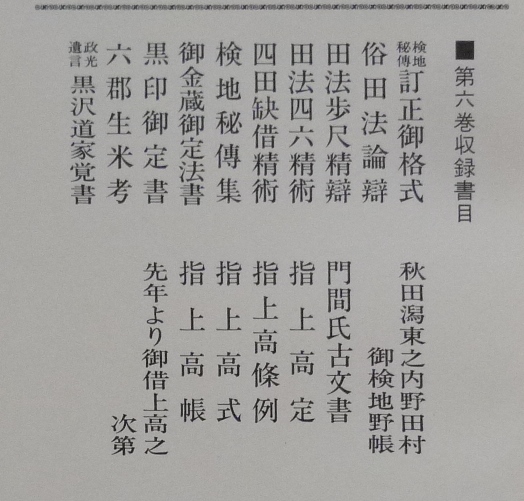 ■第六巻収録書目
検地秘傳訂正御格式
俗田法論辯
田法歩尺精辯
田法四六精術
四田缺借精術
検地秘傳集
御金蔵御定法書
黒印御定書
六郡生米考
政光遺言黒沢道家覚書
秋田潟東之内野田村
御検地野帳
門間氏古文書
指上高定
指上高條例
指上高式
指上高帳
先年より御借上高之
次第